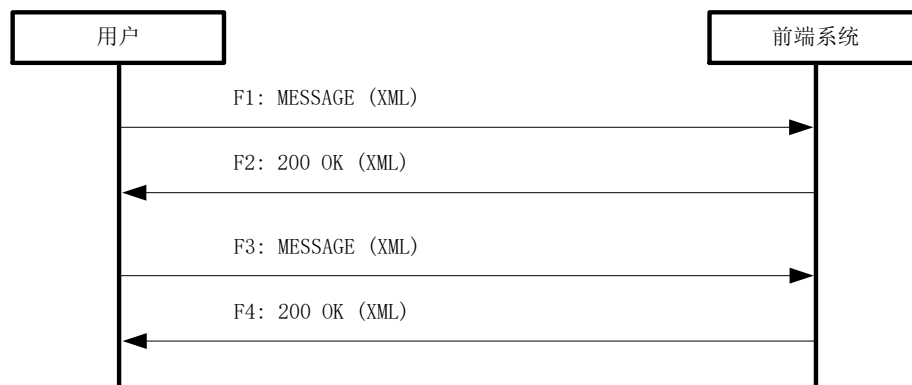 用户
前端系统
F1: MESSAGE (XML)
F2: 200 OK (XML)
F3: MESSAGE (XML)
F4: 200 OK (XML)